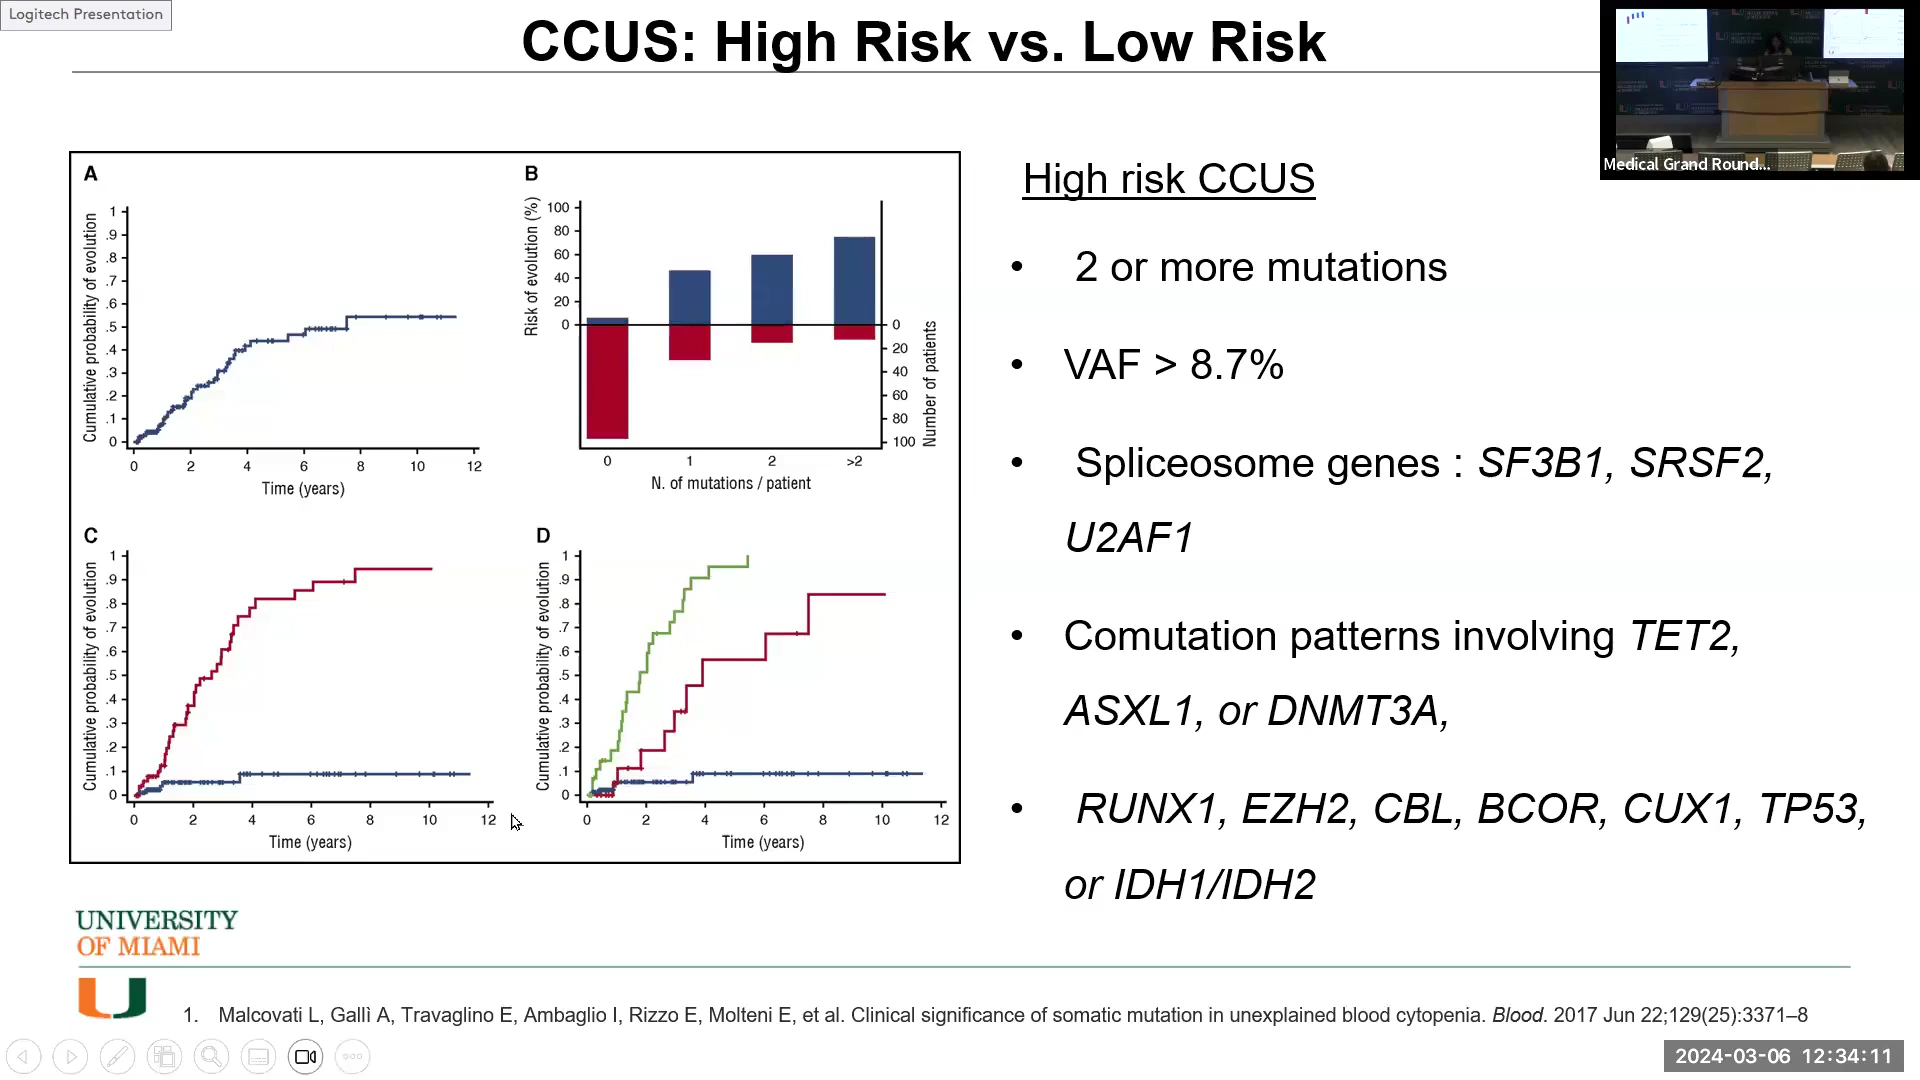 Logitech Presentation
CCUS: High Risk vs. Low Risk
Medical Grand Round...
A
Cumulative probability of evolution
1
.9
.8
.7
.6
.5
.4
.3
.2
.1
0
0 2 4 6 8 10 12
Time (years)
B
Risk of evolution (%)
100
80
60
40
20
0
0
20
40
60
80
100
Number of patients
0 1 2 >2
N. of mutations / patient
C
Cumulative probability of evolution
1
.9
.8
.7
.6
.5
.4
.3
.2
.1
0
0 2 4 6 8 10 12
Time (years)
D
Cumulative probability of evolution
1
.9
.8
.7
.6
.5
.4
.3
.2
.1
0
0 2 4 6 8 10 12
Time (years)
High risk CCUS
• 2 or more mutations
• VAF > 8.7%
• Spliceosome genes : SF3B1, SRSF2,
U2AF1
• Comutation patterns involving TET2,
ASXL1, or DNMT3A,
• RUNX1, EZH2, CBL, BCOR, CUX1, TP53,
or IDH1/IDH2
UNIVERSITY
OF MIAMI
1. Malcovati L, Gallì A, Travaglino E, Ambaglio I, Rizzo E, Molteni E, et al. Clinical significance of somatic mutation in unexplained blood cytopenia. Blood. 2017 Jun 22;129(25):3371–8
2024-03-06 12:34:11